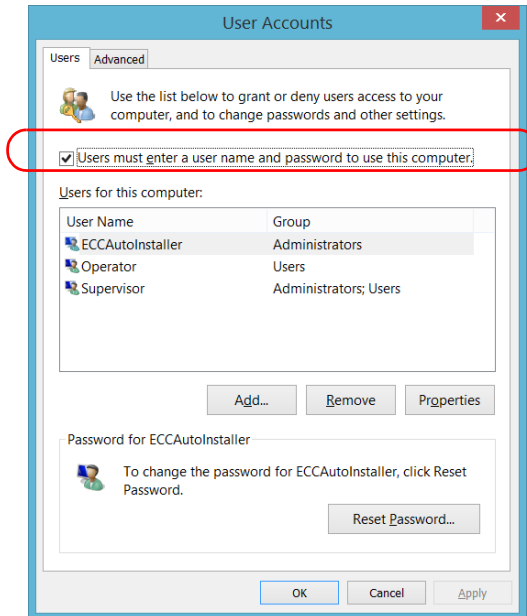 User Accounts
Users
Advanced
Use the list below to grant or deny users access to your
computer, and to change passwords and other settings.
Users must enter a user name and password to use this computer.
Users for this computer:
User Name Group
ECCAutoInstaller Administrators
Operator Users
Supervisor Administrators; Users
Add... Remove Properties
Password for ECCAutoInstaller
To change the password for ECCAutoInstaller, click Reset
Password.
Reset Password...
OK Cancel Apply